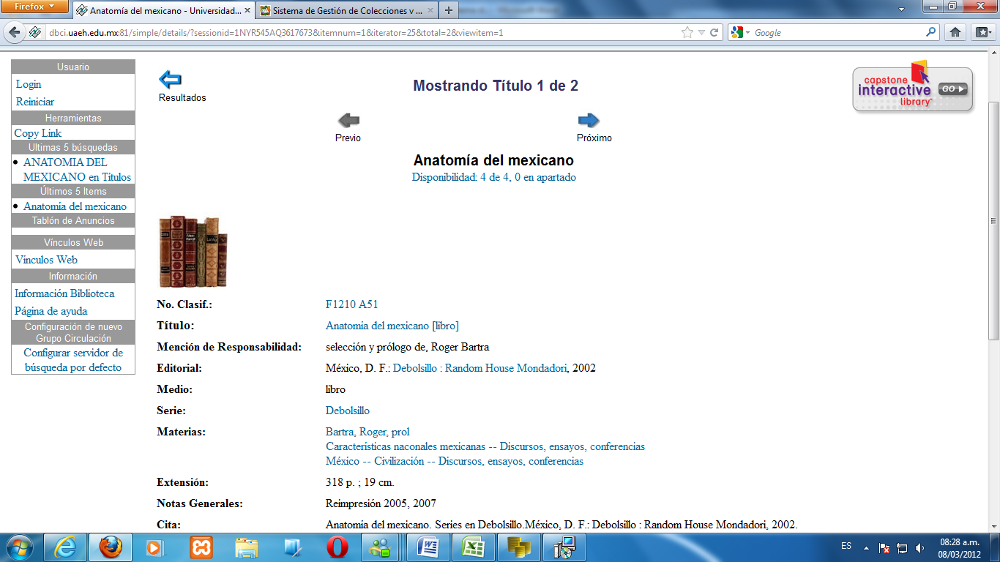 Firefox
Anatomía del mexicano - Universidad...
Sistema de Gestión de Colecciones y ...
dbci.uaeh.edu.mx:81/simple/details/?sessionid=1NYR545AQ3617673&itemnum=1&iterator=25&total=2&viewitem=1
Google
Usuario
Login
Reiniciar
Herramientas
Copy Link
Ultimas 5 búsquedas
ANATOMIA DEL
MEXICANO en Títulos
Últimos 5 Items
Anatomía del mexicano
Tablón de Anuncios
Vínculos Web
Vinculos Web
Información
Información Biblioteca
Página de ayuda
Configuración de nuevo
Grupo Circulación
Configurar servidor de
búsqueda por defecto
Resultados
Mostrando Título 1 de 2
capstone
interactive
library
GO
Previo
Próximo
Anatomía del mexicano
Disponibilidad: 4 de 4, 0 en apartado
No. Clasif.: F1210 A51
Título: Anatomía del mexicano [libro]
Mención de Responsabilidad: selección y prólogo de, Roger Bartra
Editorial: México, D. F.: Debolsillo : Random House Mondadori, 2002
Medio: libro
Serie: Debolsillo
Materias: Bartra, Roger, prol
Características naconales mexicanas -- Discursos, ensayos, conferencias
México -- Civilización -- Discursos, ensayos, conferencias
Extensión: 318 p. ; 19 cm.
Notas Generales: Reimpresión 2005, 2007
Cita: Anatomía del mexicano. Series en Debolsillo.México, D. F.: Debolsillo : Random House Mondadori, 2002.
ES
08:28 a.m.
08/03/2012